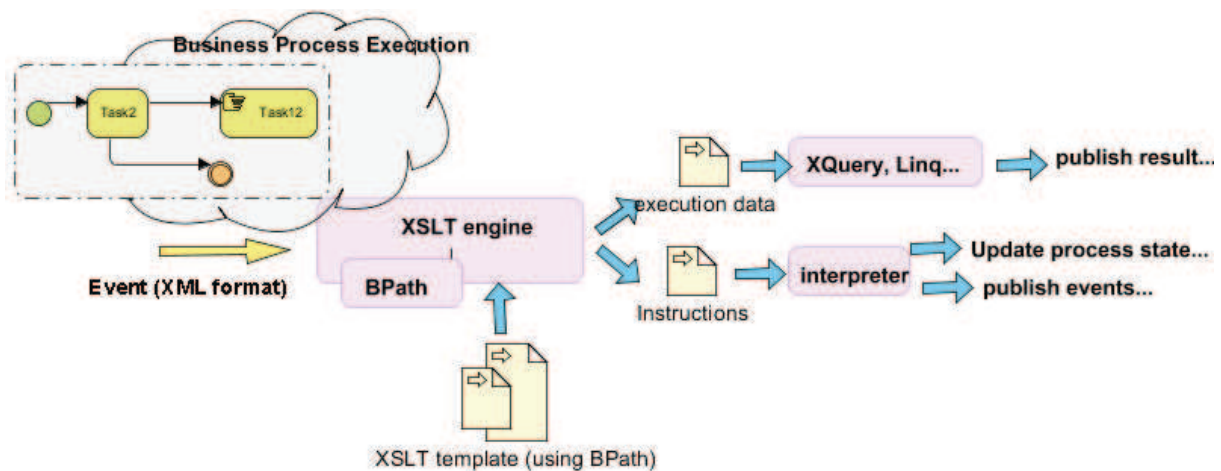 Business Process Execution
Task2
Task12
XSLT engine
BPath
Event (XML format)
XSLT template (using BPath)
execution data
XQuery, Linq...
publish result...
Instructions
interpreter
Update process state...
publish events...